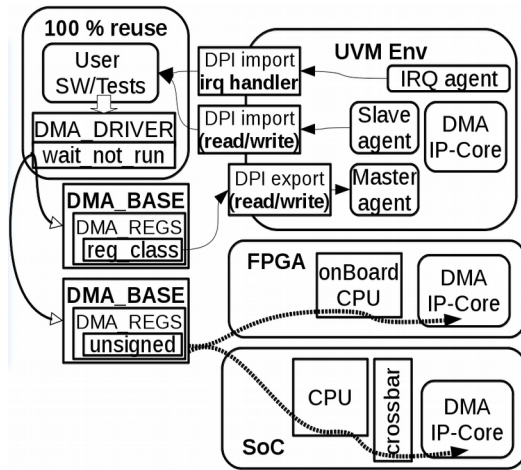 100 % reuse
User
SW/Tests
DMA_DRIVER
wait_not_run
DPI import
irq handler
DPI import
(read/write)
DPI export
(read/write)
UVM Env
IRQ agent
Slave
agent
DMA
IP-Core
Master
agent
DMA_BASE
DMA_REGS
reg_class
DMA_BASE
DMA_REGS
unsigned
FPGA
onBoard
CPU
DMA
IP-Core
SoC
CPU
crossbar
DMA
IP-Core